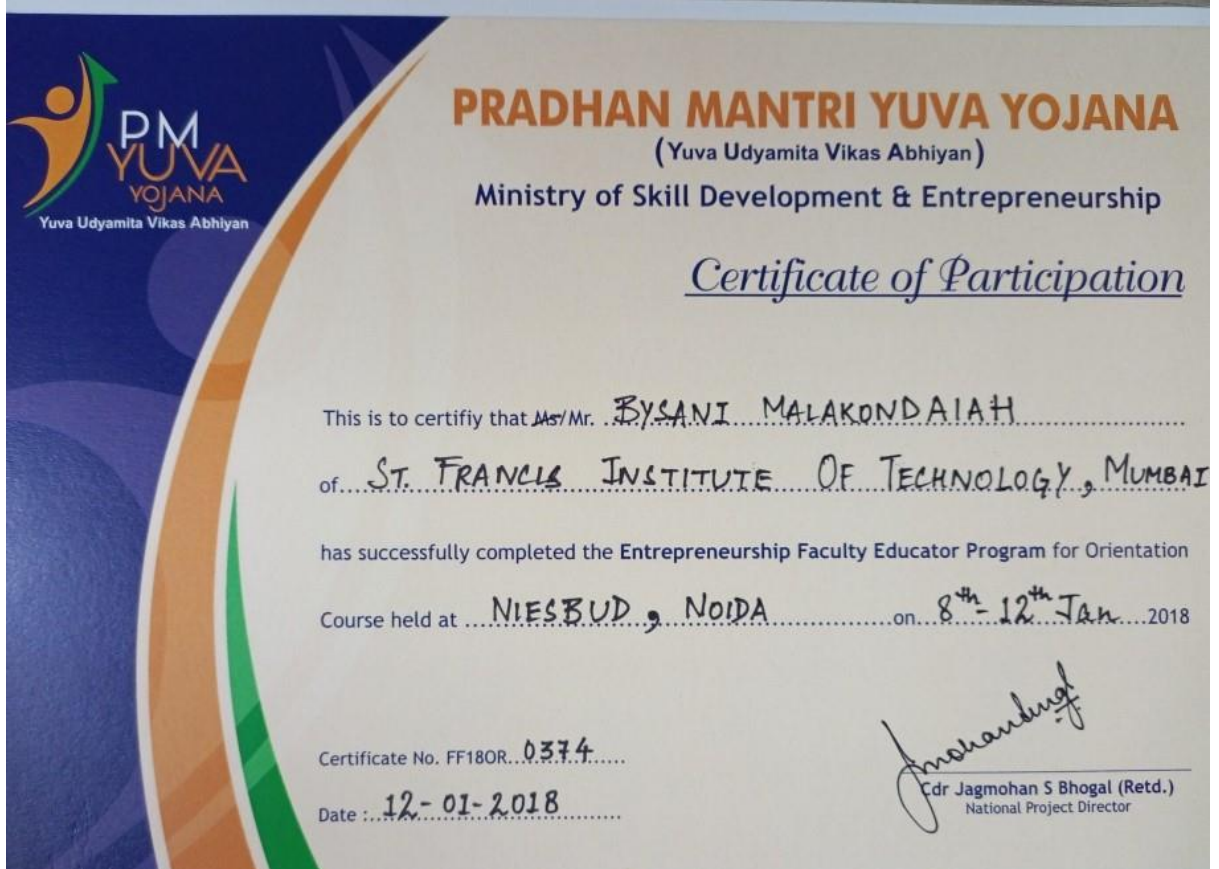 PM
YUVA
YOJANA
Yuva Udyamita Vikas Abhiyan
PRADHAN MANTRI YUVA YOJANA
(Yuva Udyamita Vikas Abhiyan)
Ministry of Skill Development & Entrepreneurship
Certificate of Participation
This is to certifiy that Ms/Mr. BYSANI MALAKONDAIAH
of ST. FRANCIS INSTITUTE OF TECHNOLOGY, MUMBAI
has successfully completed the Entrepreneurship Faculty Educator Program for Orientation
Course held at NIESBUD, NOIDA on 8th - 12th Jan 2018
Certificate No. FF18OR 0374
Date : 12-01-2018
Cdr Jagmohan S Bhogal (Retd.)
National Project Director